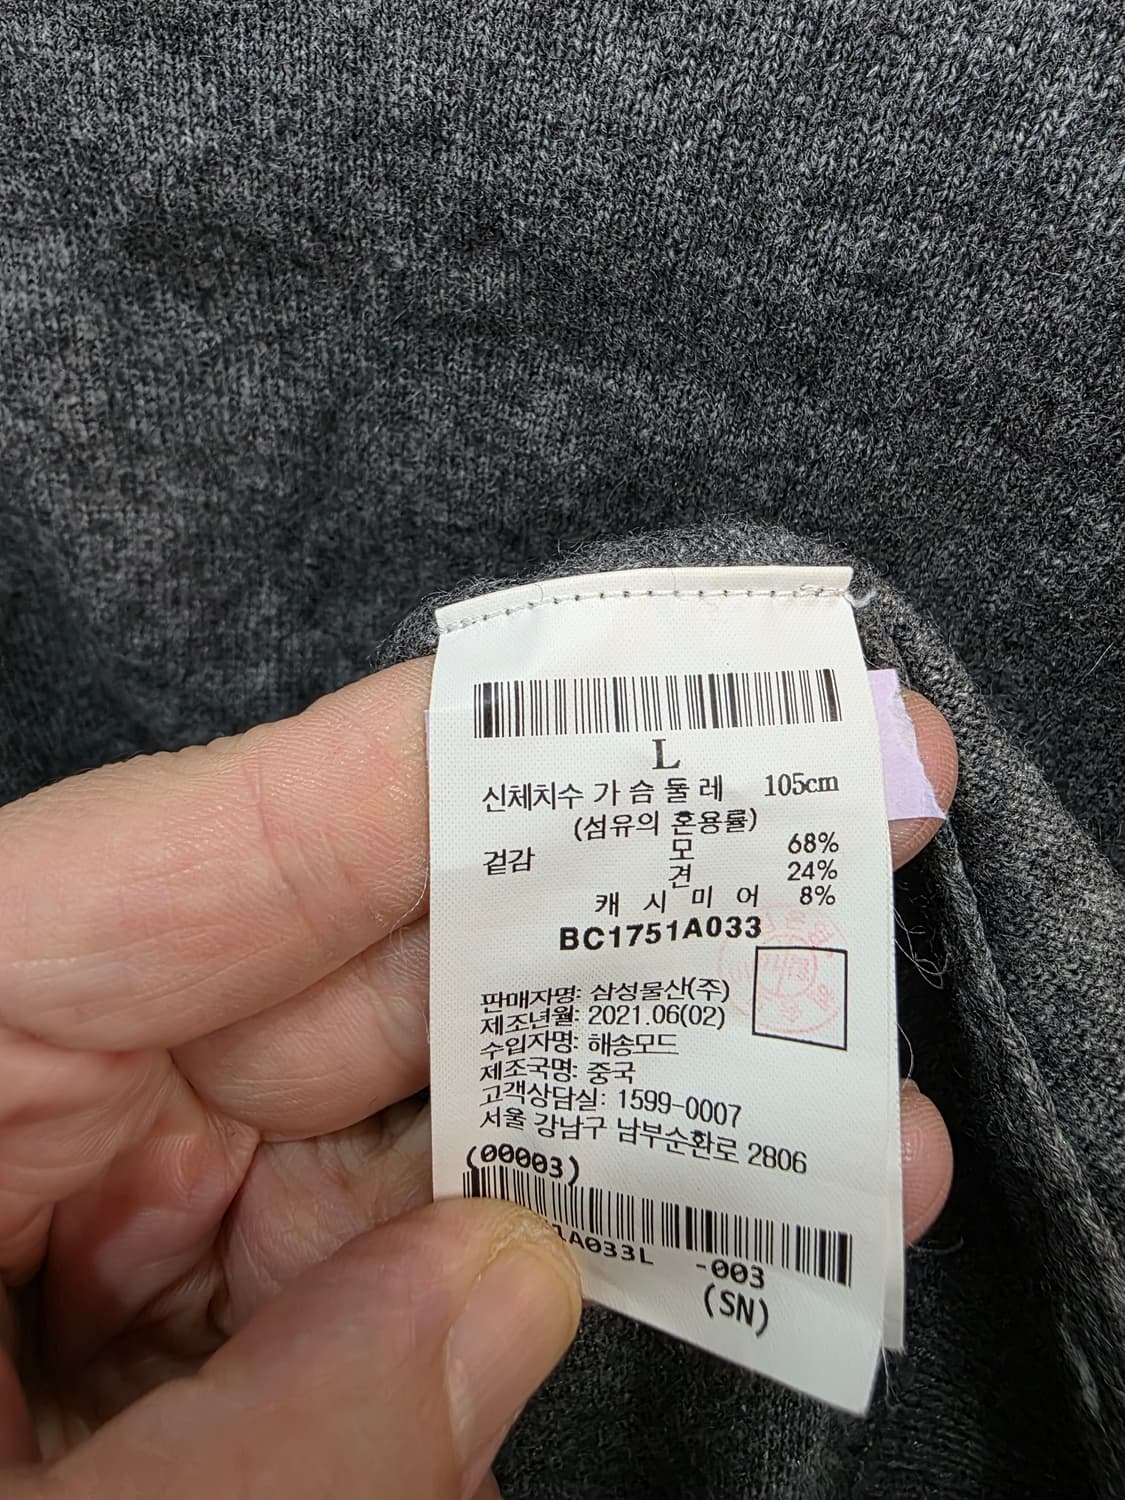 L
신체치수 가 슴 둘 레 105cm
(섬유의 혼용률)
겉감 모 68%
견 24%
캐 시 미 어 8%
BC1751A033
판매자명: 삼성물산(주)
제조년월: 2021.06(02)
수입자명: 해송모드
제조국명: 중국
고객상담실: 1599-0007
서울 강남구 남부순환로 2806
(00003)
1A033L -003
(SN)